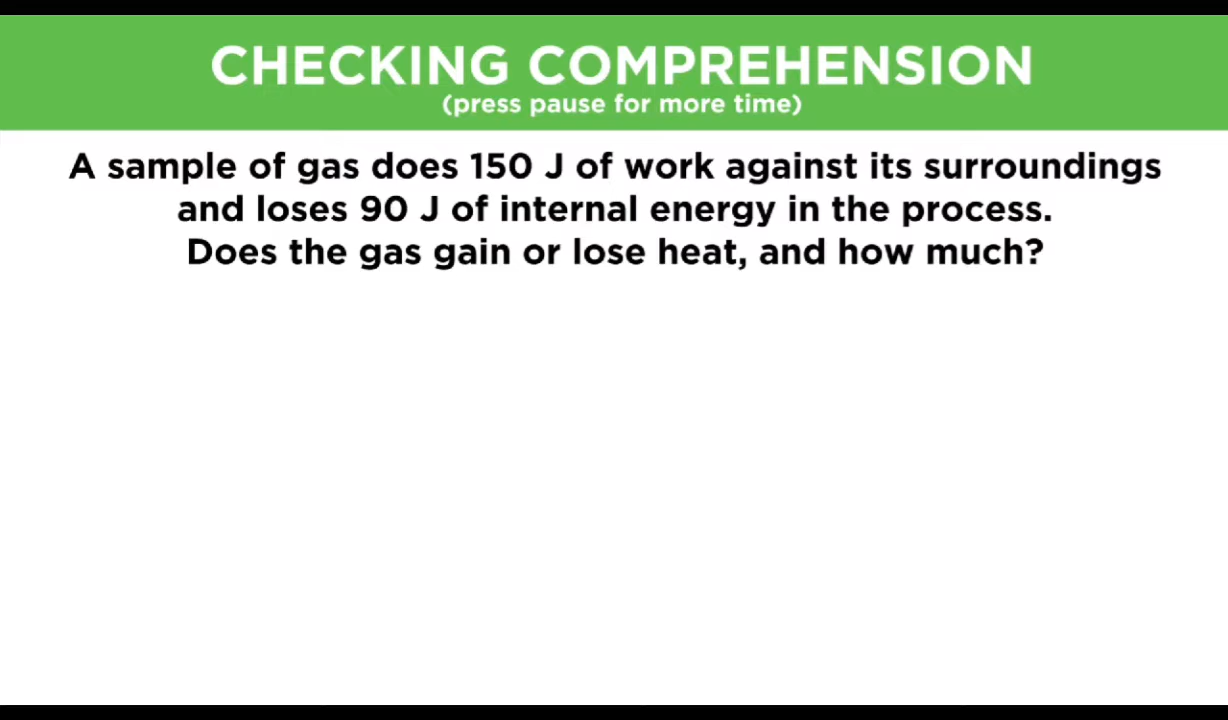 CHECKING COMPREHENSION
(press pause for more time)
A sample of gas does 150 J of work against its surroundings
and loses 90 J of internal energy in the process.
Does the gas gain or lose heat, and how much?